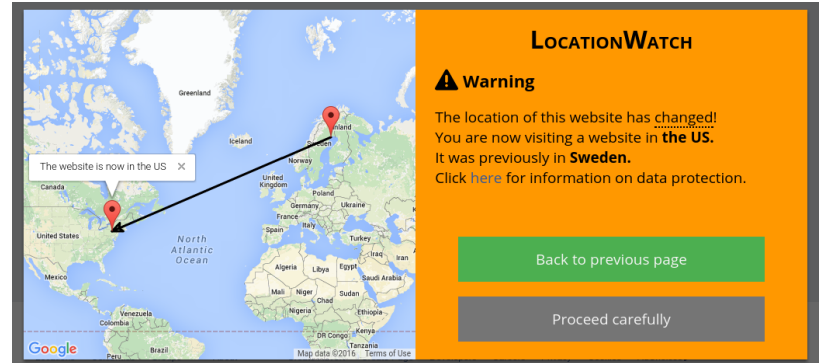 LocationWatch
Warning
The location of this website has changed!
You are now visiting a website in the US.
It was previously in Sweden.
Click here for information on data protection.
Back to previous page
Proceed carefully
The website is now in the US ×
Greenland
Iceland
Finland
Sweden
Norway
United
Kingdom
Canada
Poland
Germany
Ukraine
France
Italy
Spain
Turkey
United States
North
Atlantic
Ocean
Iraq
Iran
Algeria
Libya
Egypt
Saudi Arabia
Mexico
Mali
Niger
Sudan
Chad
Nigeria
Ethiopia
Venezuela
Colombia
DR Congo
Kenya
Tanzania
Brazil
Peru
Google
Map data ©2016 Terms of Use